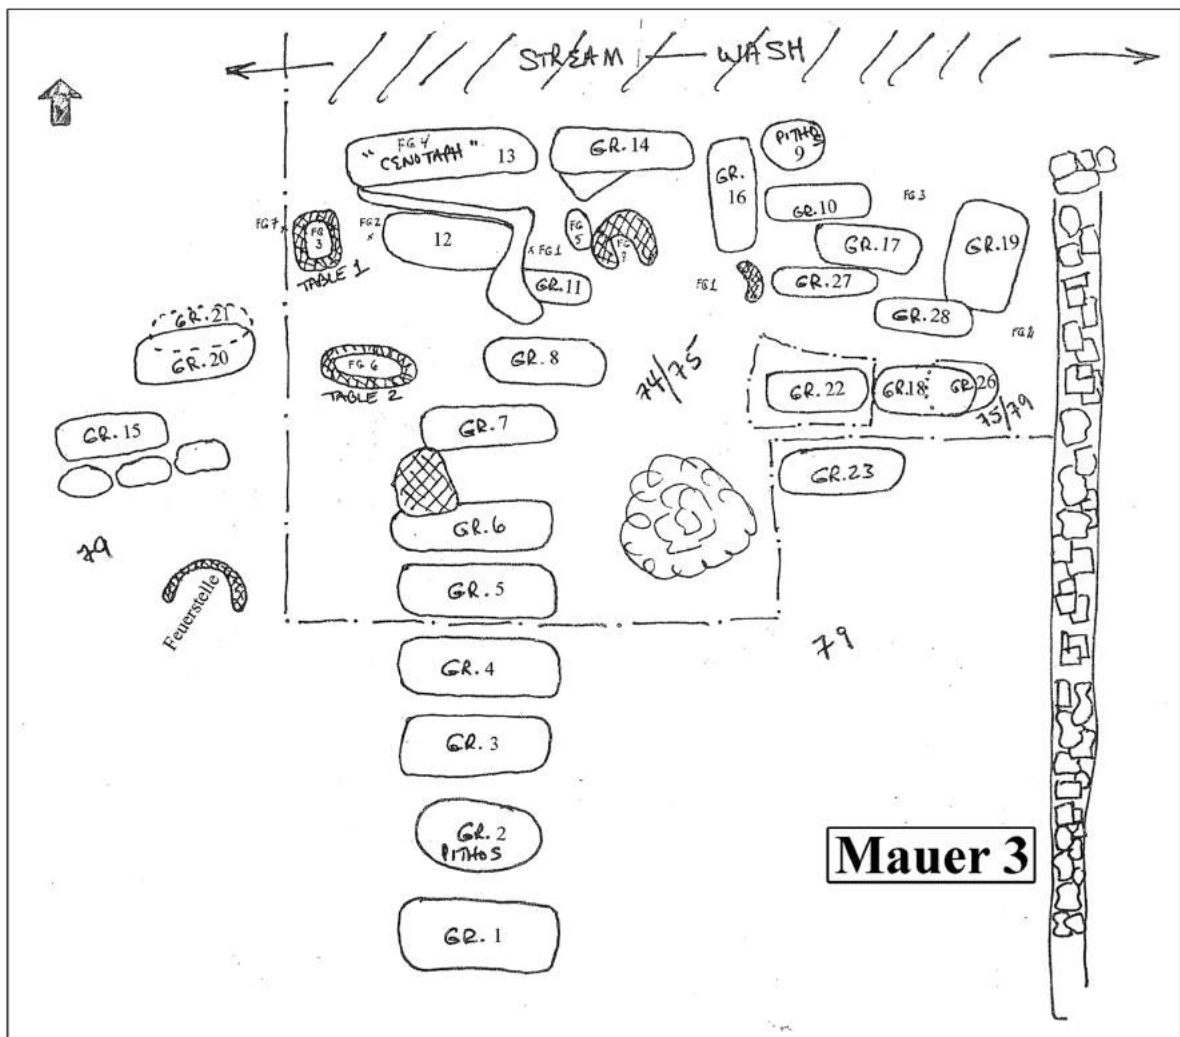 STREAM WASH
FG 4
"CENOTAPH" 13
GR. 14
GR. 16
PITHOS 9
GR. 10
FG 3
GR. 17
GR. 19
FG 7
FG 3
TABLE 1
FG 2
12
FG 1
FG 5
GR. 11
FG 1
GR. 27
GR. 28
GR. 21
GR. 20
FG 6
TABLE 2
GR. 8
74/75
GR. 22
GR. 18
GR. 26
75/79
GR. 15
GR. 7
GR. 23
GR. 6
79
Feuerstelle
GR. 5
GR. 4
79
GR. 3
GR. 2
PITHOS
Mauer 3
GR. 1